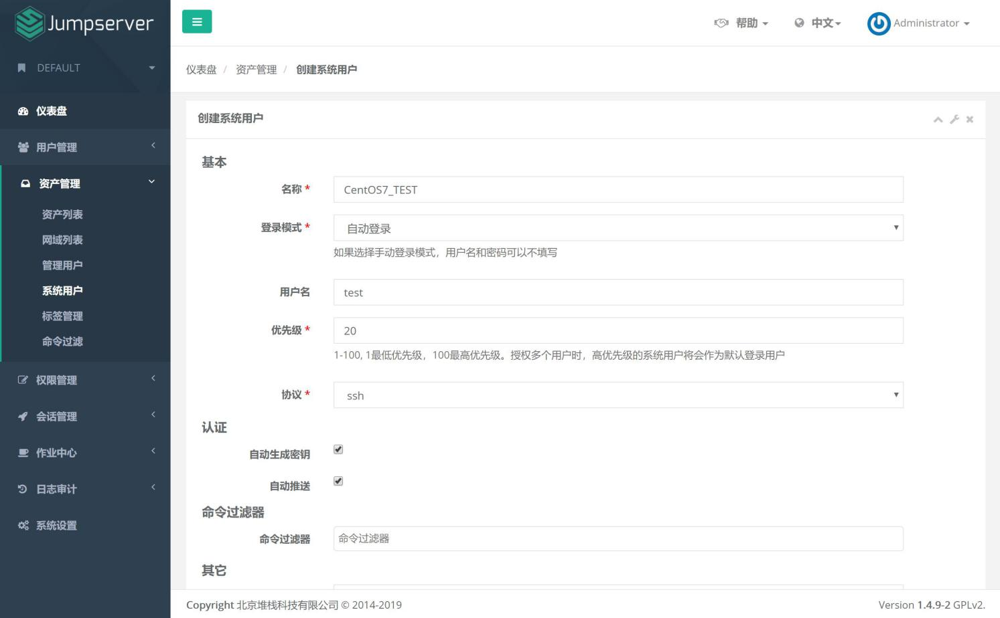 Jumpserver
帮助
中文
Administrator
DEFAULT
仪表盘 / 资产管理 / 创建系统用户
仪表盘
用户管理
资产管理
资产列表
网域列表
管理用户
系统用户
标签管理
命令过滤
权限管理
会话管理
作业中心
日志审计
系统设置
创建系统用户
基本
名称 * CentOS7_TEST
登录模式 * 自动登录
如果选择手动登录模式，用户名和密码可以不填写
用户名 test
优先级 * 20
1-100, 1最低优先级，100最高优先级。授权多个用户时，高优先级的系统用户将会作为默认登录用户
协议 * ssh
认证
自动生成密钥
自动推送
命令过滤器
命令过滤器 命令过滤器
其它
Copyright 北京堆栈科技有限公司 © 2014-2019
Version 1.4.9-2 GPLv2.